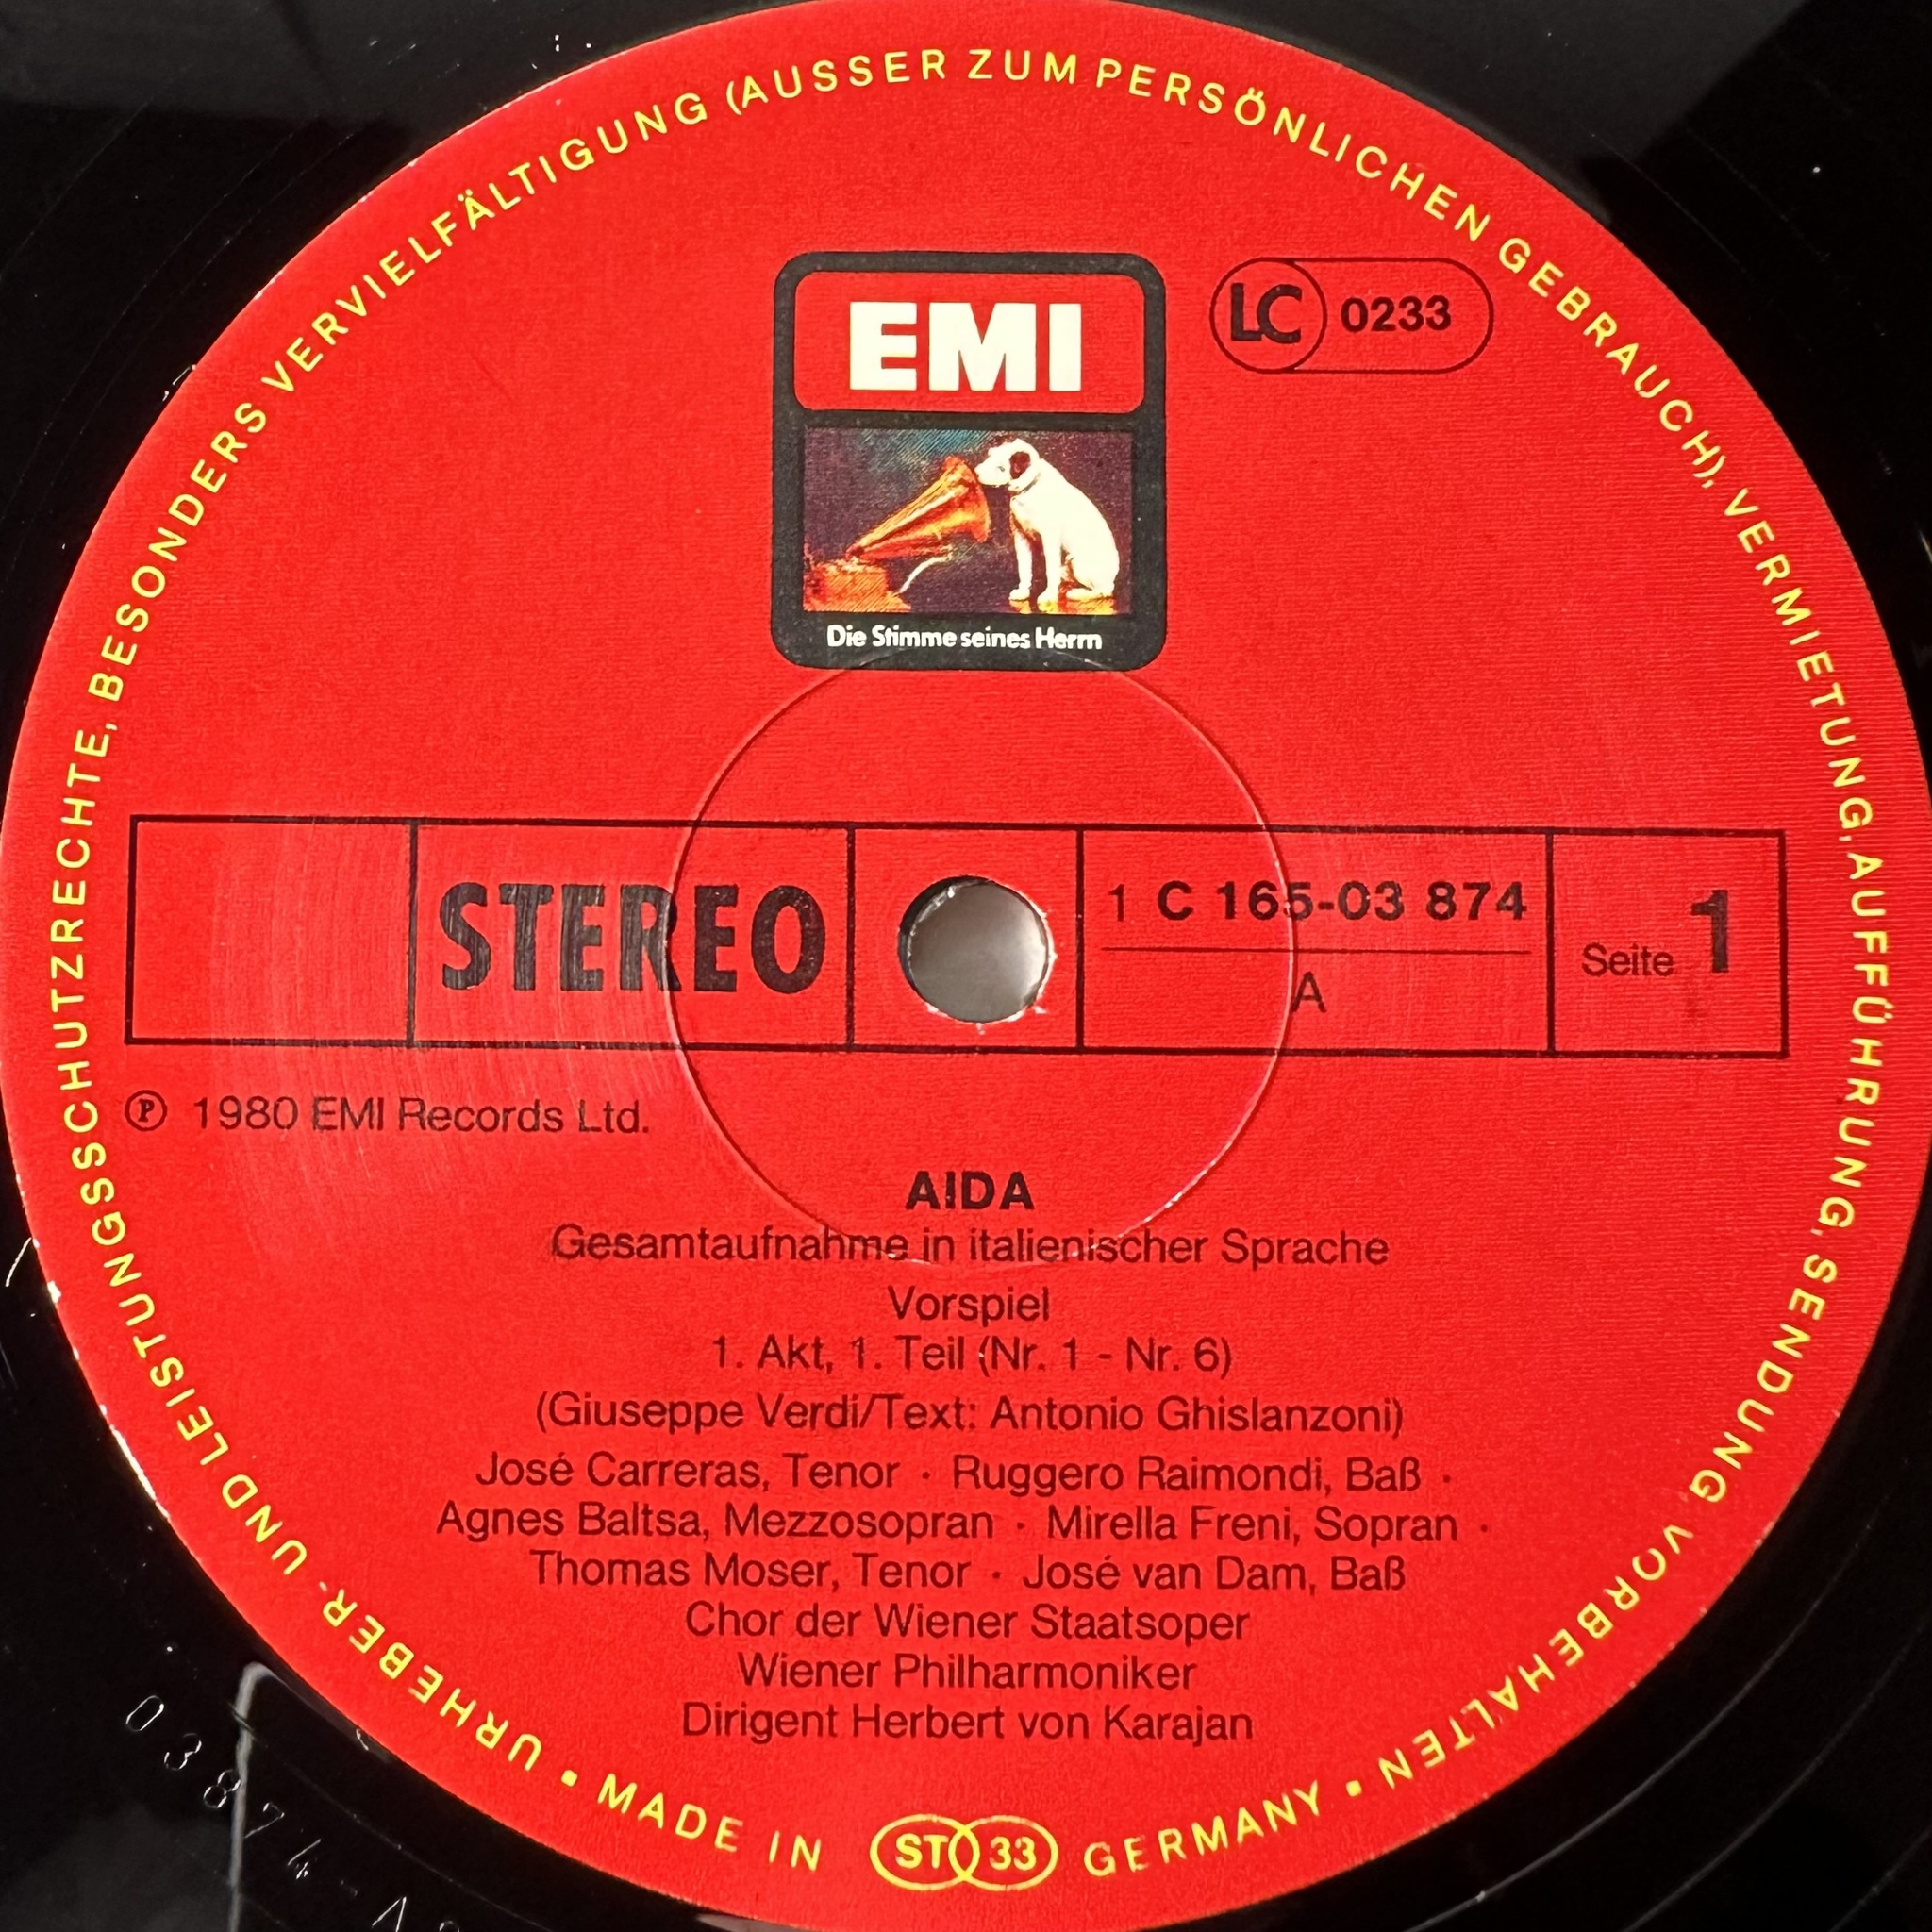 URHEBER- UND LEISTUNGSSCHUTZRECHTE, BESONDERS VERVIELFÄLTIGUNG (AUSSER ZUM PERSÖNLICHEN GEBRAUCH), VERMIETUNG, AUFFÜHRUNG, SENDUNG VORBEHALTEN
EMI
LC 0233
Die Stimme seines Herrn
STEREO
1 C 165-03 874
A
Seite 1
℗ 1980 EMI Records Ltd.
AIDA
Gesamtaufnahme in italienischer Sprache
Vorspiel
1. Akt, 1. Teil (Nr. 1 - Nr. 6)
(Giuseppe Verdi/Text: Antonio Ghislanzoni)
José Carreras, Tenor · Ruggero Raimondi, Baß ·
Agnes Baltsa, Mezzosopran · Mirella Freni, Sopran ·
Thomas Moser, Tenor · José van Dam, Baß
Chor der Wiener Staatsoper
Wiener Philharmoniker
Dirigent Herbert von Karajan
• MADE IN ST 33 GERMANY •
03874-A